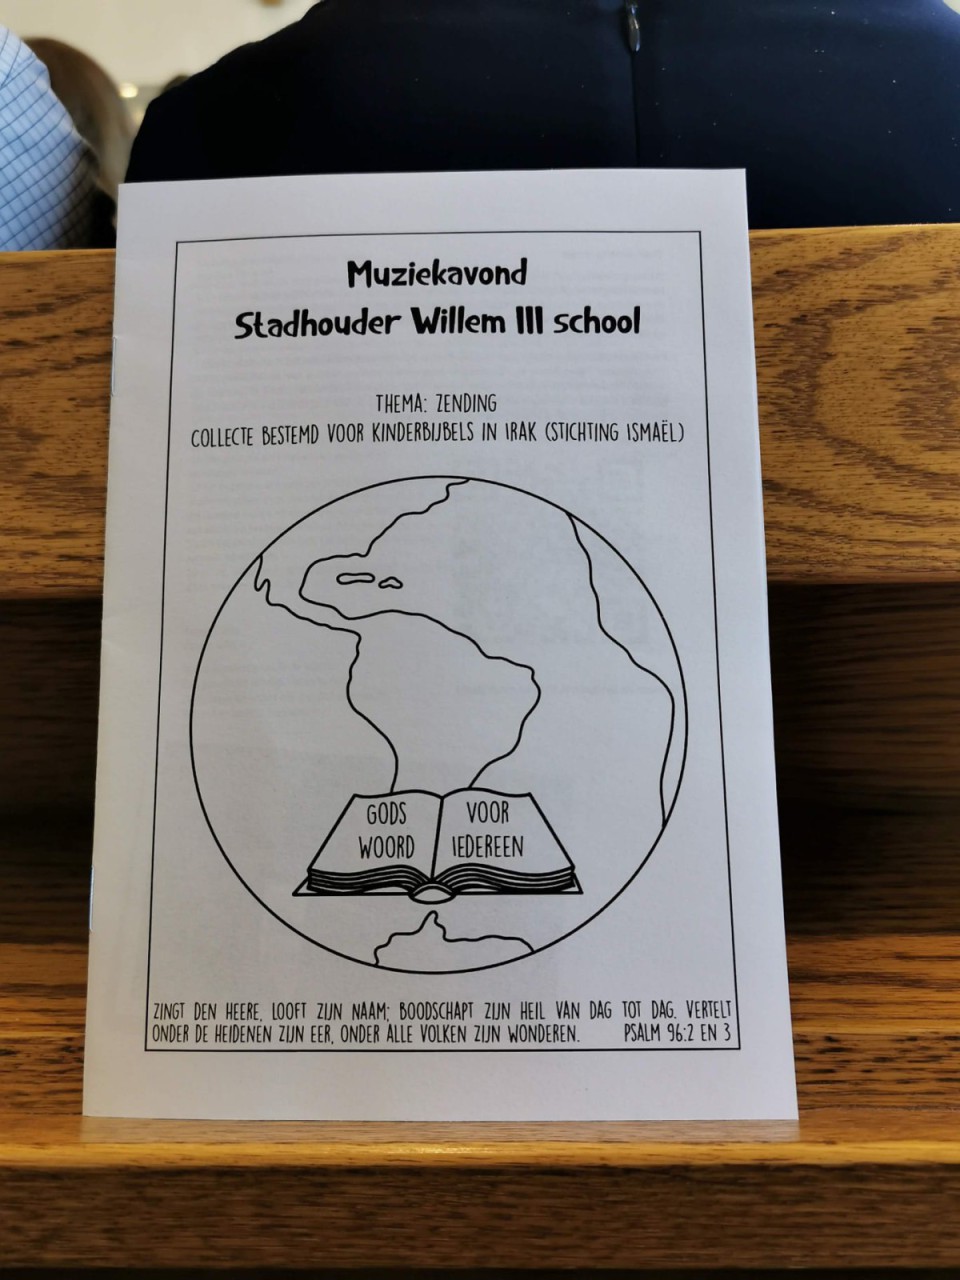 Muziekavond
Stadhouder Willem III school
THEMA: ZENDING
COLLECTE BESTEMD VOOR KINDERBIJBELS IN IRAK (STICHTING ISMAËL)
GODS
WOORD
VOOR
IEDEREEN
ZINGT DEN HEERE, LOOFT ZIJN NAAM; BOODSCHAPT ZIJN HEIL VAN DAG TOT DAG. VERTELT
ONDER DE HEIDENEN ZIJN EER, ONDER ALLE VOLKEN ZIJN WONDEREN. PSALM 96:2 EN 3